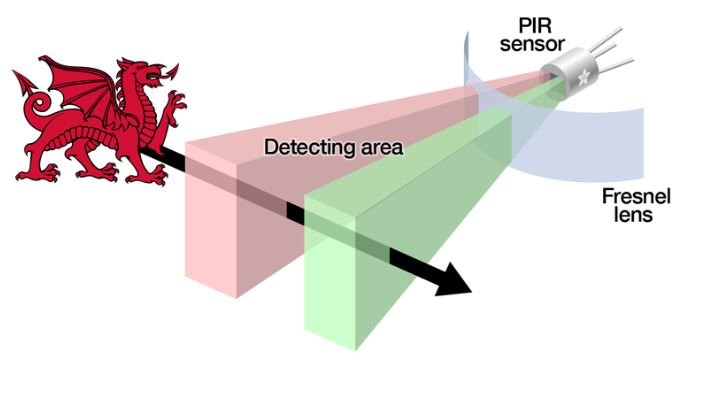 PIR
sensor
Detecting area
Fresnel
lens